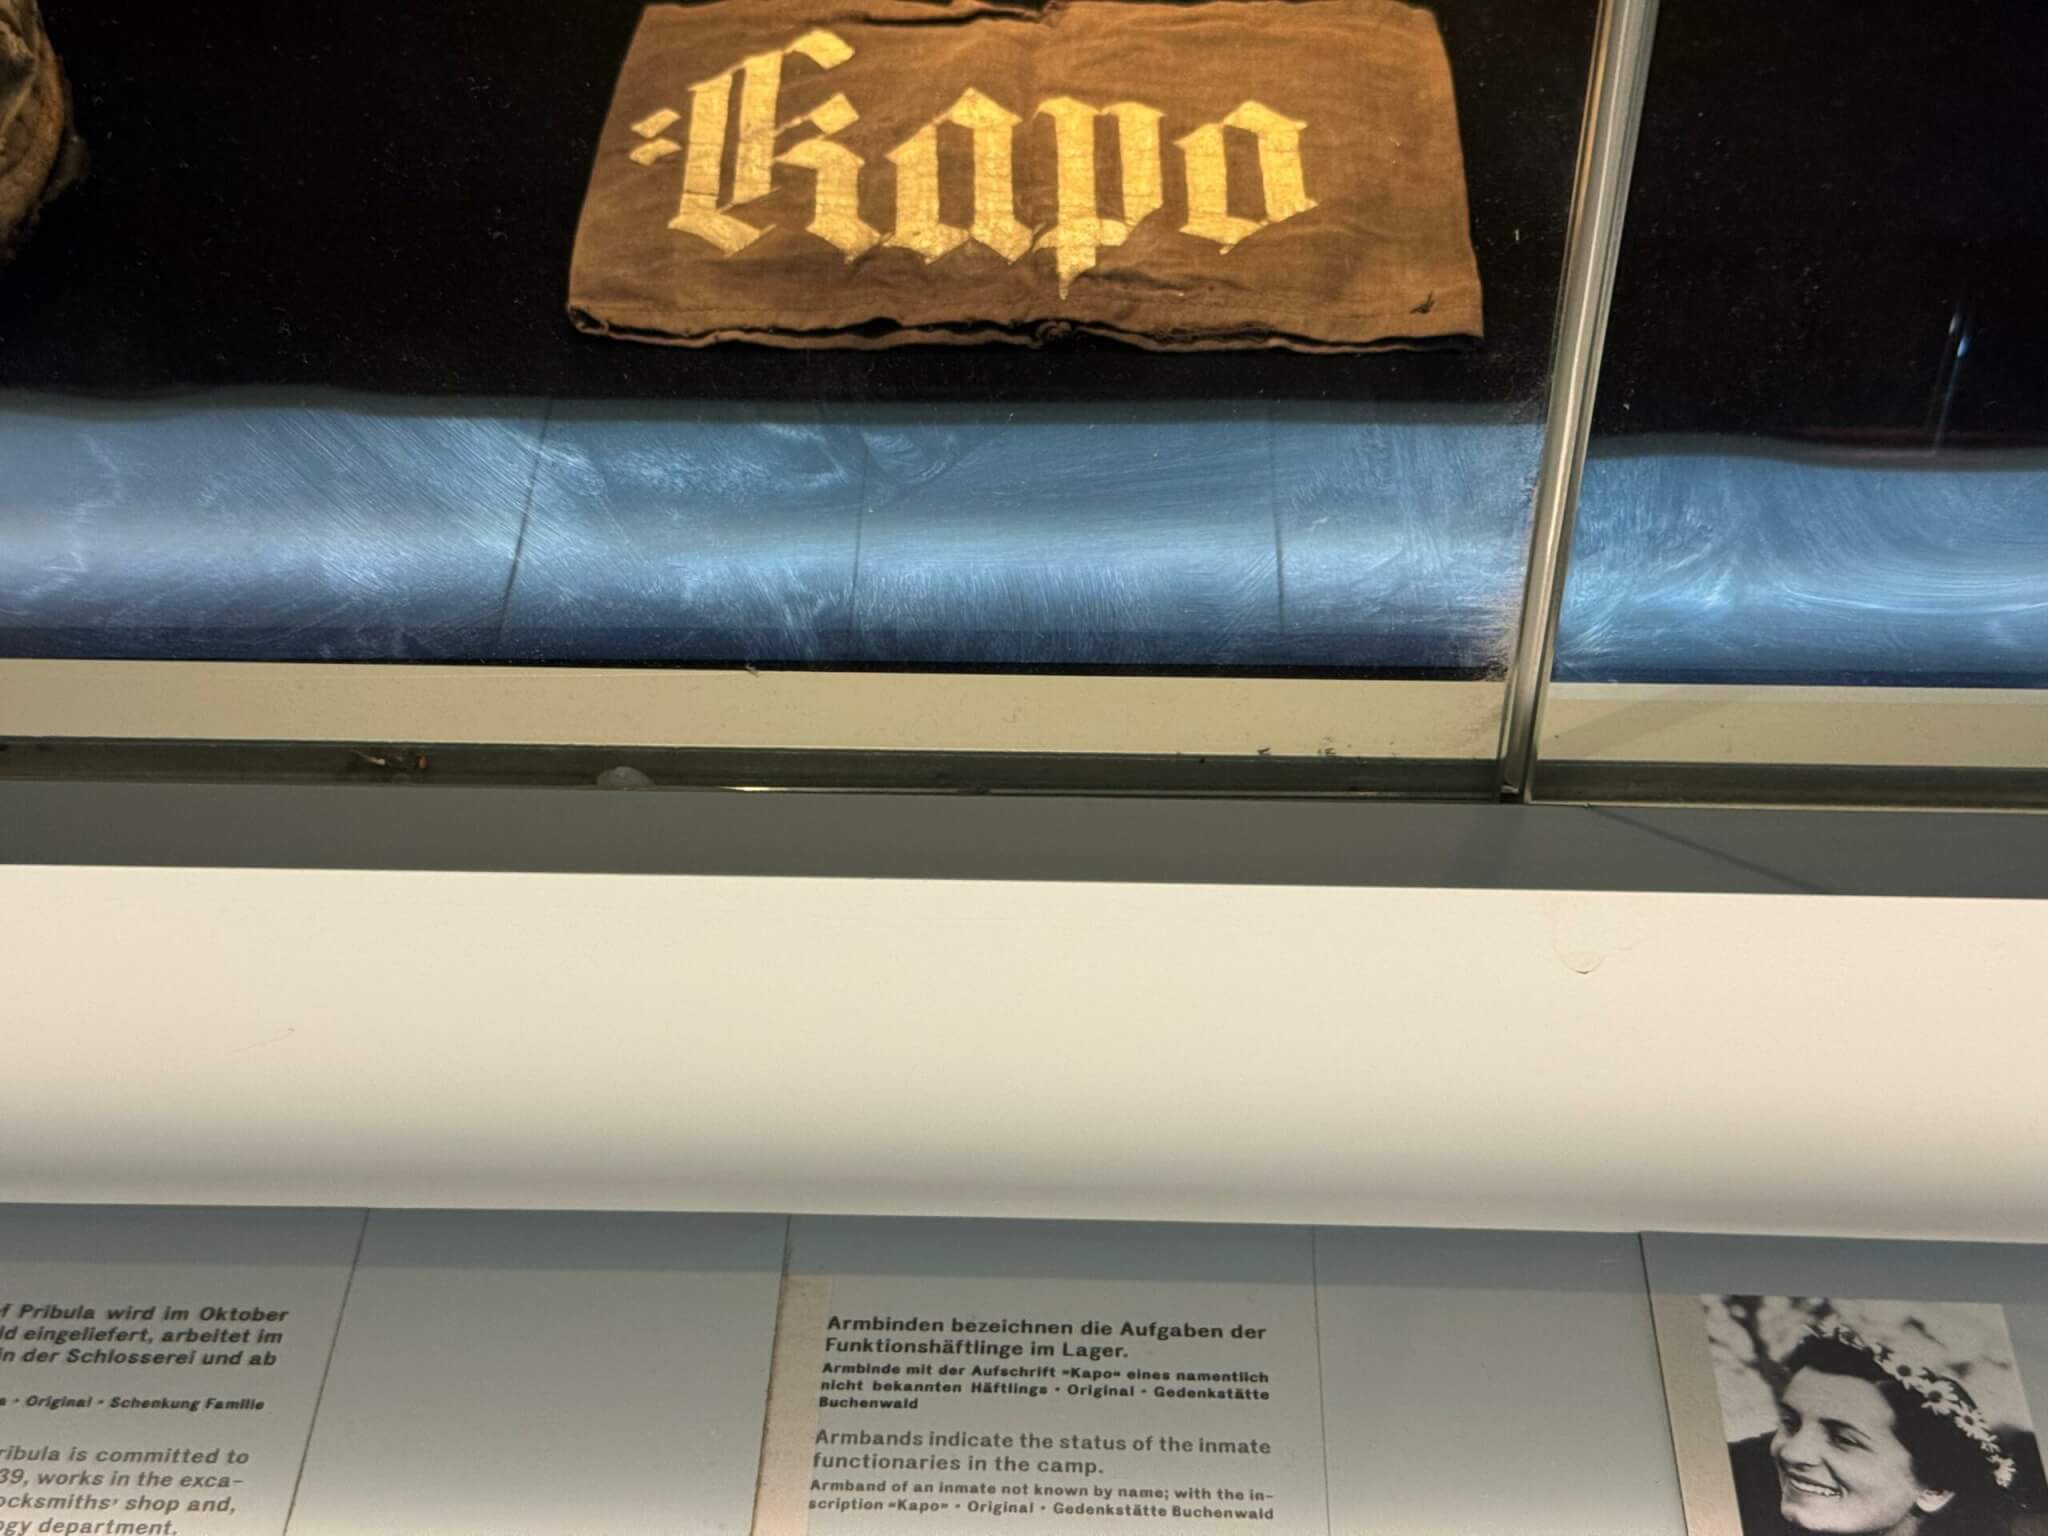 Kapo
f Pribula wird im Oktober
ld eingeliefert, arbeitet im
in der Schlosserei und ab
a · Original · Schenkung Familie
ribula is committed to
39, works in the exca–
ocksmiths' shop and,
ogy department.
Armbinden bezeichnen die Aufgaben der
Funktionshäftlinge im Lager.
Armbinde mit der Aufschrift »Kapo« eines namentlich
nicht bekannten Häftlings · Original · Gedenkstätte
Buchenwald
Armbands indicate the status of the inmate
functionaries in the camp.
Armband of an inmate not known by name; with the in–
scription »Kapo« · Original · Gedenkstätte Buchenwald